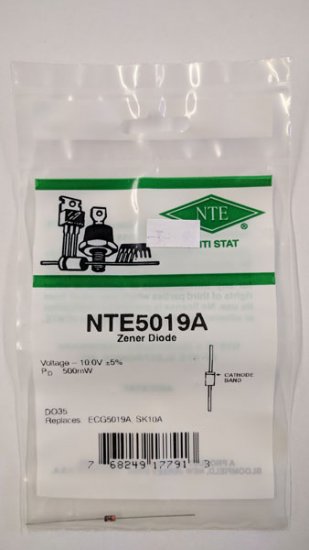 NTE
®
TI STAT
NTE5019A
Zener Diode
Voltage – 10.0V ±5%
PD 500mW
CATHODE
BAND
DO35
Replaces ECG5019A SK10A
7 68249 17791 3